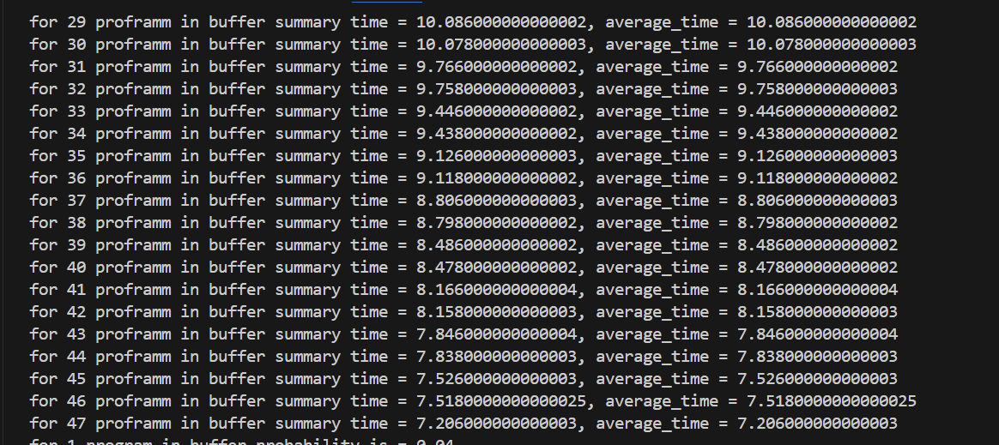 for 29 proframm in buffer summary time = 10.086000000000002, average_time = 10.086000000000002
for 30 proframm in buffer summary time = 10.078000000000003, average_time = 10.078000000000003
for 31 proframm in buffer summary time = 9.766000000000002, average_time = 9.766000000000002
for 32 proframm in buffer summary time = 9.758000000000003, average_time = 9.758000000000003
for 33 proframm in buffer summary time = 9.446000000000002, average_time = 9.446000000000002
for 34 proframm in buffer summary time = 9.438000000000002, average_time = 9.438000000000002
for 35 proframm in buffer summary time = 9.126000000000003, average_time = 9.126000000000003
for 36 proframm in buffer summary time = 9.118000000000002, average_time = 9.118000000000002
for 37 proframm in buffer summary time = 8.806000000000003, average_time = 8.806000000000003
for 38 proframm in buffer summary time = 8.798000000000002, average_time = 8.798000000000002
for 39 proframm in buffer summary time = 8.486000000000002, average_time = 8.486000000000002
for 40 proframm in buffer summary time = 8.478000000000002, average_time = 8.478000000000002
for 41 proframm in buffer summary time = 8.166000000000004, average_time = 8.166000000000004
for 42 proframm in buffer summary time = 8.158000000000003, average_time = 8.158000000000003
for 43 proframm in buffer summary time = 7.846000000000004, average_time = 7.846000000000004
for 44 proframm in buffer summary time = 7.838000000000003, average_time = 7.838000000000003
for 45 proframm in buffer summary time = 7.526000000000003, average_time = 7.526000000000003
for 46 proframm in buffer summary time = 7.5180000000000025, average_time = 7.5180000000000025
for 47 proframm in buffer summary time = 7.206000000000003, average_time = 7.206000000000003
for 1 program in buffer probability is = 0.04